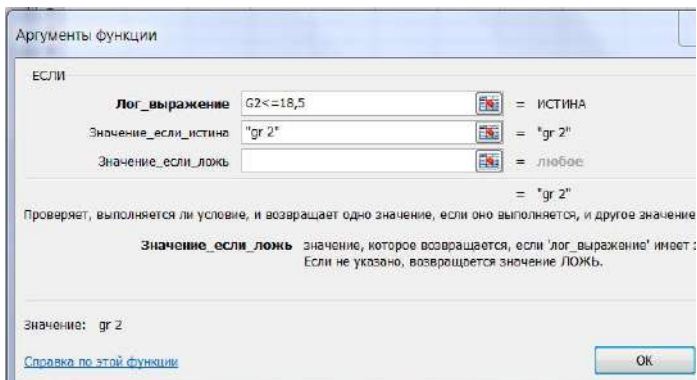 Аргументы функции
ЕСЛИ
Лог_выражение G2<=18,5 = ИСТИНА
Значение_если_истина "gr 2" = "gr 2"
Значение_если_ложь = любое
= "gr 2"
Проверяет, выполняется ли условие, и возвращает одно значение, если оно выполняется, и другое значение
Значение_если_ложь значение, которое возвращается, если 'лог_выражение' имеет
Если не указано, возвращается значение ЛОЖЬ.
Значение: gr 2
Справка по этой функции
ОК